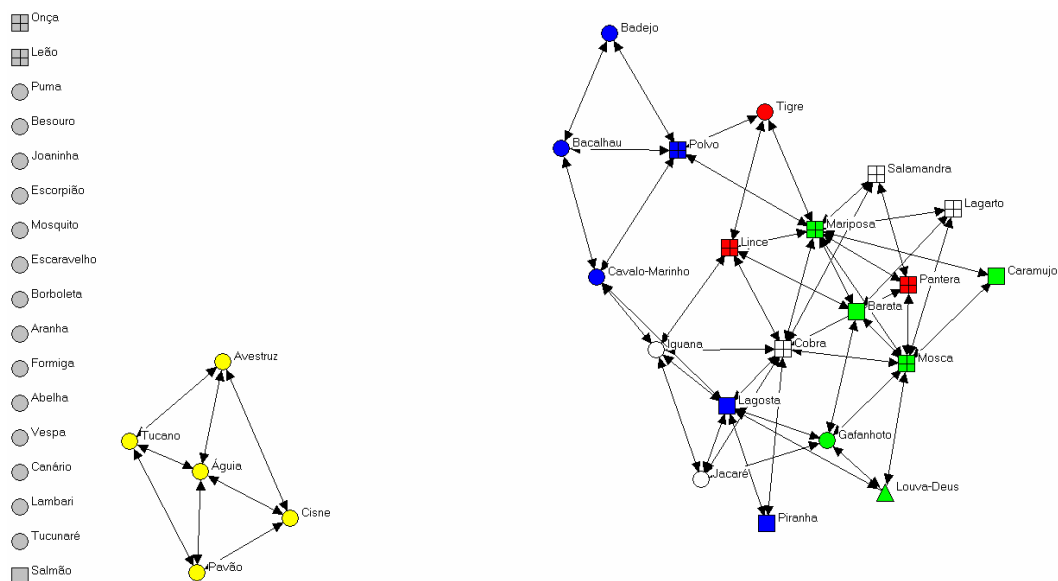 Onça
Leão
Puma
Besouro
Joaninha
Escorpião
Mosquito
Escaravelho
Borboleta
Aranha
Formiga
Abelha
Vespa
Canário
Lambari
Tucunaré
Salmão
Avestruz
Tucano
Águia
Cisne
Pavão
Badejo
Tigre
Bacalhau
Polvo
Salamandra
Lagarto
Mariposa
Lince
Cavalo-Marinho
Pantera
Caramujo
Barata
Iguana
Cobra
Mosca
Lagosta
Gafanhoto
Jacaré
Louva-Deus
Piranha